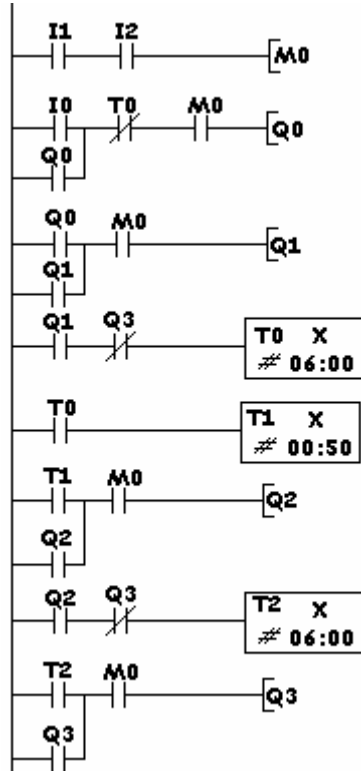 I1 I2
M0
I0 T0 M0
Q0
Q0
Q0 M0
Q1
Q1
Q1 Q3
T0 X
06:00
T0
T1 X
00:50
T1 M0
Q2
Q2
Q2 Q3
T2 X
06:00
T2 M0
Q3
Q3